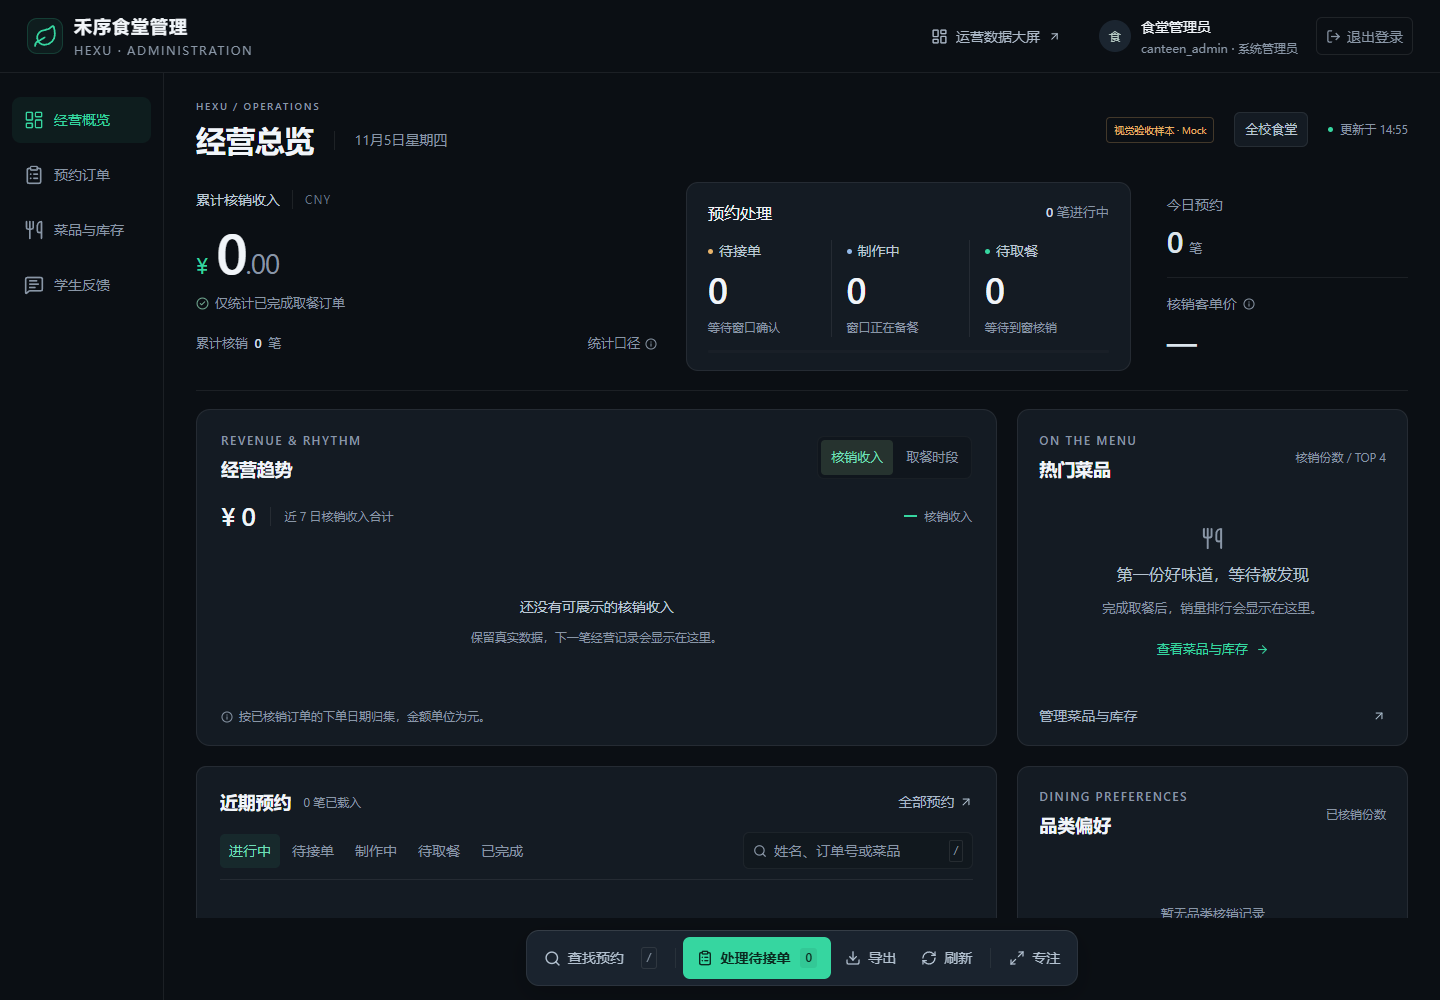 禾序食堂管理
HEXU · ADMINISTRATION
运营数据大屏
食
食堂管理员
canteen_admin · 系统管理员
退出登录
经营概览
预约订单
菜品与库存
学生反馈
HEXU / OPERATIONS
经营总览
11月5日星期四
视觉验收样本 · Mock
全校食堂
更新于 14:55
累计核销收入
CNY
¥ 0.00
仅统计已完成取餐订单
累计核销 0 笔
统计口径
预约处理
0 笔进行中
待接单
0
等待窗口确认
制作中
0
窗口正在备餐
待取餐
0
等待到窗核销
今日预约
0 笔
核销客单价
—
REVENUE & RHYTHM
经营趋势
核销收入
取餐时段
¥ 0
近 7 日核销收入合计
核销收入
还没有可展示的核销收入
保留真实数据，下一笔经营记录会显示在这里。
按已核销订单的下单日期归集，金额单位为元。
ON THE MENU
热门菜品
核销份数 / TOP 4
第一份好味道，等待被发现
完成取餐后，销量排行会显示在这里。
查看菜品与库存 →
管理菜品与库存
近期预约
0 笔已载入
全部预约
进行中
待接单
制作中
待取餐
已完成
姓名、订单号或菜品
/
DINING PREFERENCES
品类偏好
已核销份数
暂无品类核销记录
查找预约
/
处理待接单 0
导出
刷新
专注